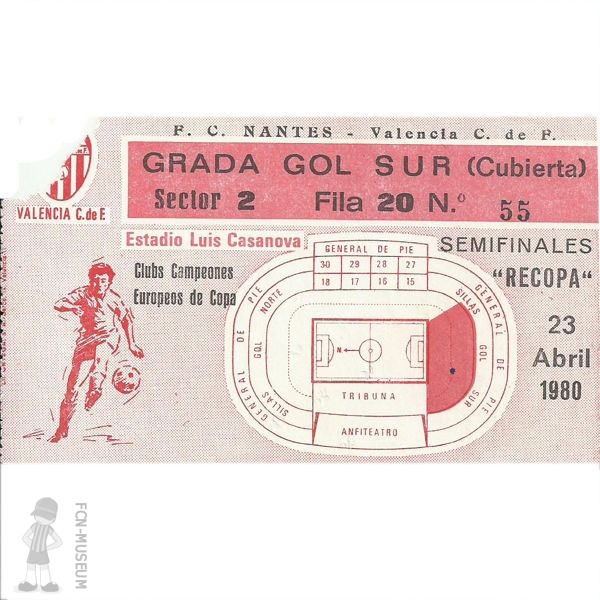 F. C. NANTES - Valencia C. de F.
GRADA GOL SUR (Cubierta)
Sector 2 Fila 20 N.º 55
VALENCIA C. de F.
Estadio Luis Casanova
SEMIFINALES
"RECOPA"
23
Abril
1980
Clubs Campeones
Europeos de Copa
GENERAL DE PIE
30 29 28 27
18 17 16 15
GENERAL DE PIE
GOL NORTE
SILLAS
N.
SILLAS
GOL SUR
GENERAL DE PIE
TRIBUNA
ANFITEATRO
FCN-MUSEUM